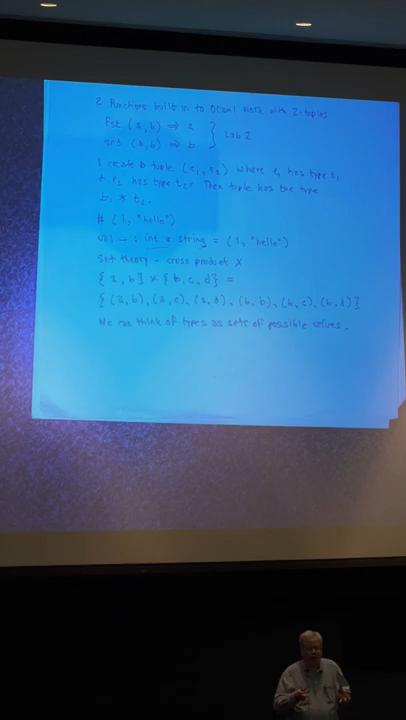 2 functions built in to Ocaml work with 2-tuples
fst (a,b) ⇒ a
snd (a,b) ⇒ b } Lab 2
I create a tuple (e1, e2) where e1 has type t1
+ e2 has type t2. Then tuple has the type
t1 * t2.
# (1, "hello")
val - : int * string = (1, "hello")
Set theory - cross product X
{a, b} x {b, c, d} =
{(a,b), (a,c), (a,d), (b,b), (b,c), (b,d)}
We can think of types as sets of possible values.